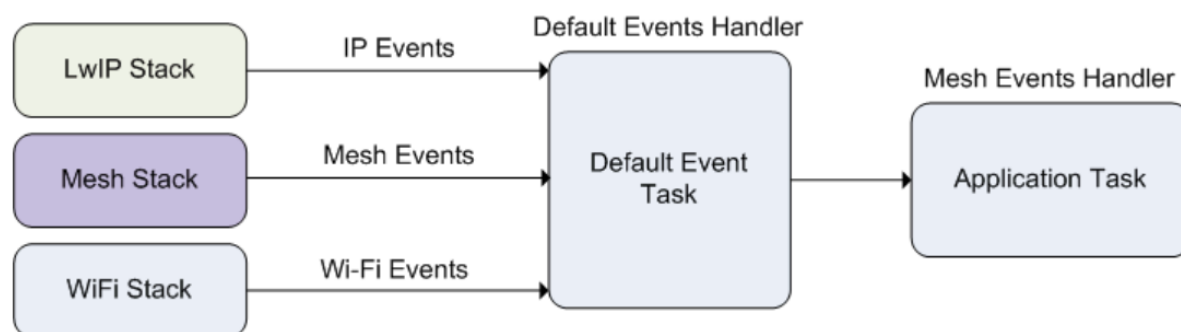 Default Events Handler
LwIP Stack
IP Events
Mesh Events Handler
Mesh Stack
Mesh Events
Default Event
Task
Application Task
WiFi Stack
Wi-Fi Events